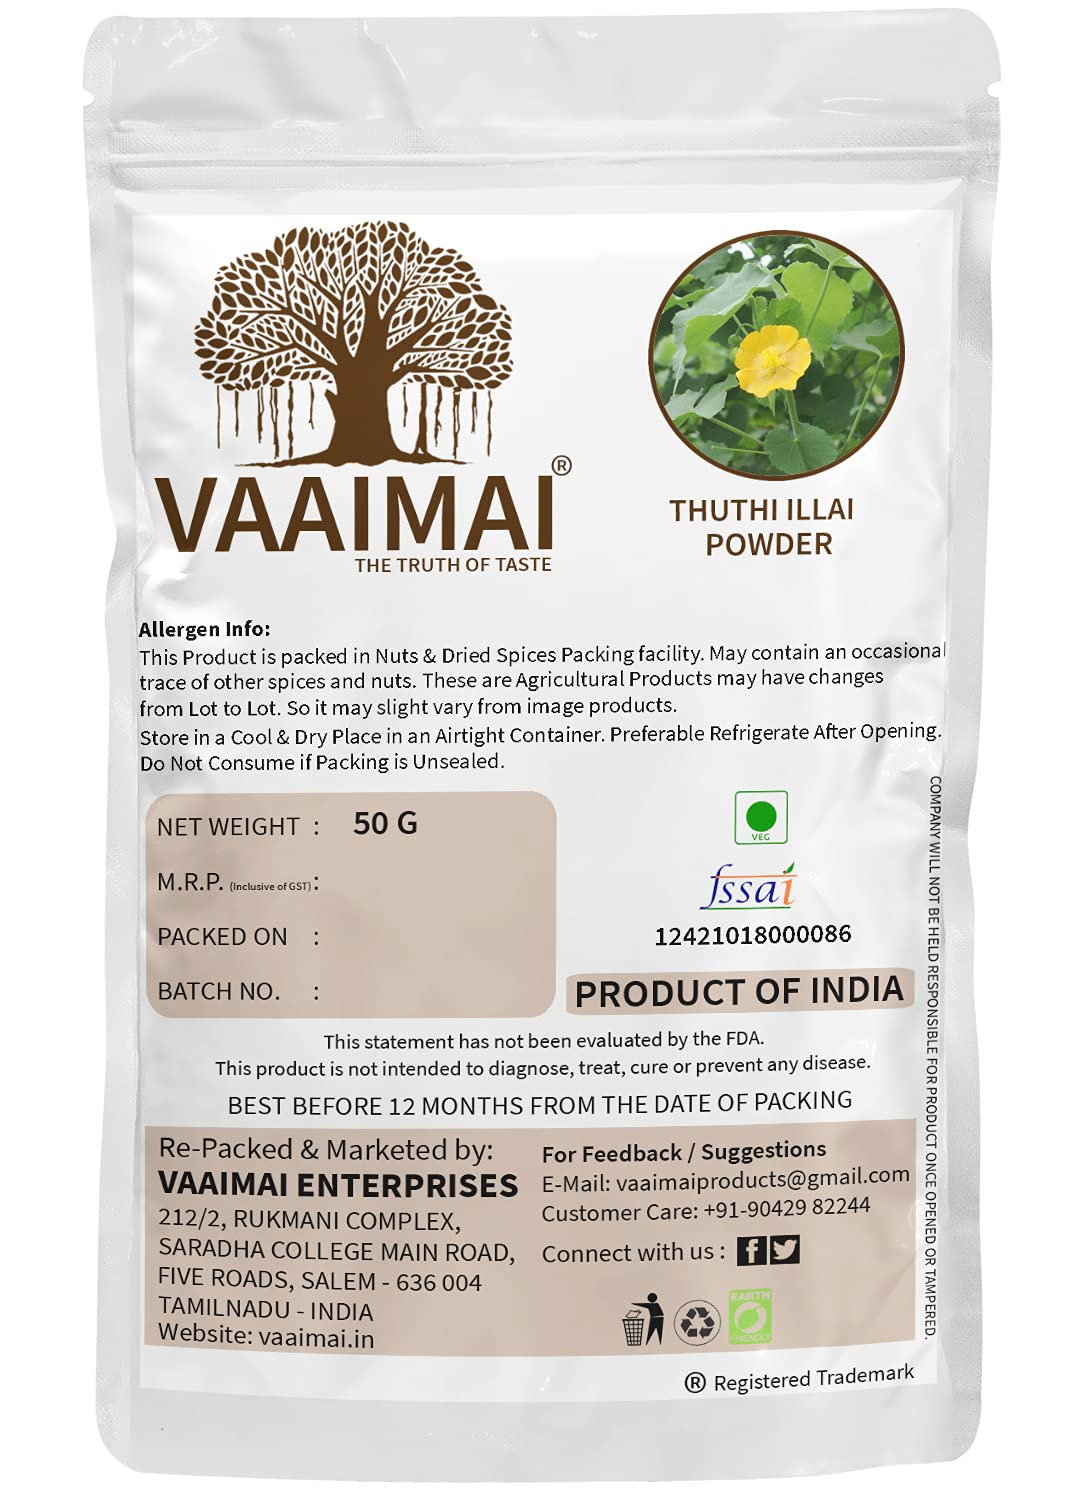 VAAIMAI®
THE TRUTH OF TASTE
THUTHI ILLAI
POWDER
Allergen Info:
This Product is packed in Nuts & Dried Spices Packing facility. May contain an occasional
trace of other spices and nuts. These are Agricultural Products may have changes
from Lot to Lot. So it may slight vary from image products.
Store in a Cool & Dry Place in an Airtight Container. Preferable Refrigerate After Opening.
Do Not Consume if Packing is Unsealed.
NET WEIGHT : 50 G
M.R.P. (Inclusive of GST) :
PACKED ON :
BATCH NO. :
VEG
fssai
12421018000086
PRODUCT OF INDIA
COMPANY WILL NOT BE HELD RESPONSIBLE FOR PRODUCT ONCE OPENED OR TAMPERED.
This statement has not been evaluated by the FDA.
This product is not intended to diagnose, treat, cure or prevent any disease.
BEST BEFORE 12 MONTHS FROM THE DATE OF PACKING
Re-Packed & Marketed by:
VAAIMAI ENTERPRISES
212/2, RUKMANI COMPLEX,
SARADHA COLLEGE MAIN ROAD,
FIVE ROADS, SALEM - 636 004
TAMILNADU - INDIA
Website: vaaimai.in
For Feedback / Suggestions
E-Mail: vaaimaiproducts@gmail.com
Customer Care: +91-90429 82244
Connect with us :
EARTH
FRIENDLY
® Registered Trademark